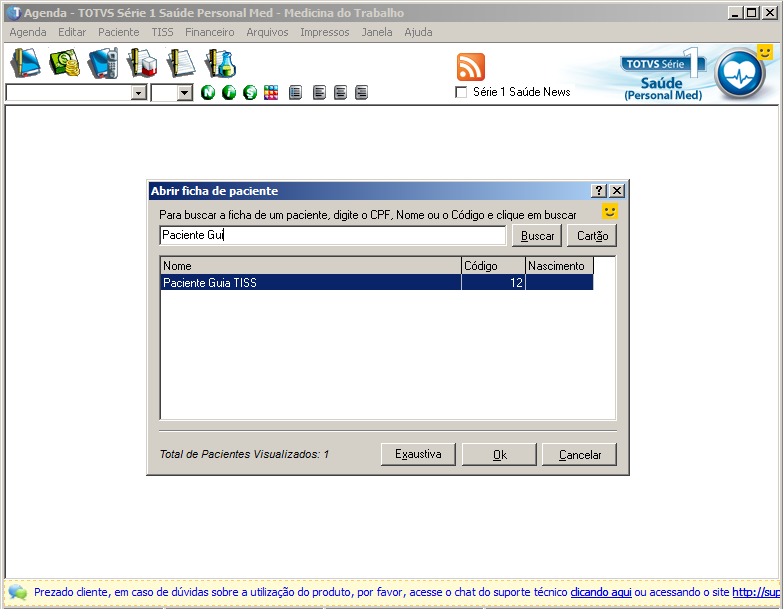 Agenda - TOTVS Série 1 Saúde Personal Med - Medicina do Trabalho
Agenda Editar Paciente TISS Financeiro Arquivos Impressos Janela Ajuda
TOTVS Série 1
Saúde
(Personal Med)
Série 1 Saúde News
Abrir ficha de paciente
Para buscar a ficha de um paciente, digite o CPF, Nome ou o Código e clique em buscar
Paciente Gui
Buscar Cartão
Nome Código Nascimento
Paciente Guia TISS 12
Total de Pacientes Visualizados: 1
Exaustiva Ok Cancelar
Prezado cliente, em caso de dúvidas sobre a utilização do produto, por favor, acesse o chat do suporte técnico clicando aqui ou acessando o site http://sup